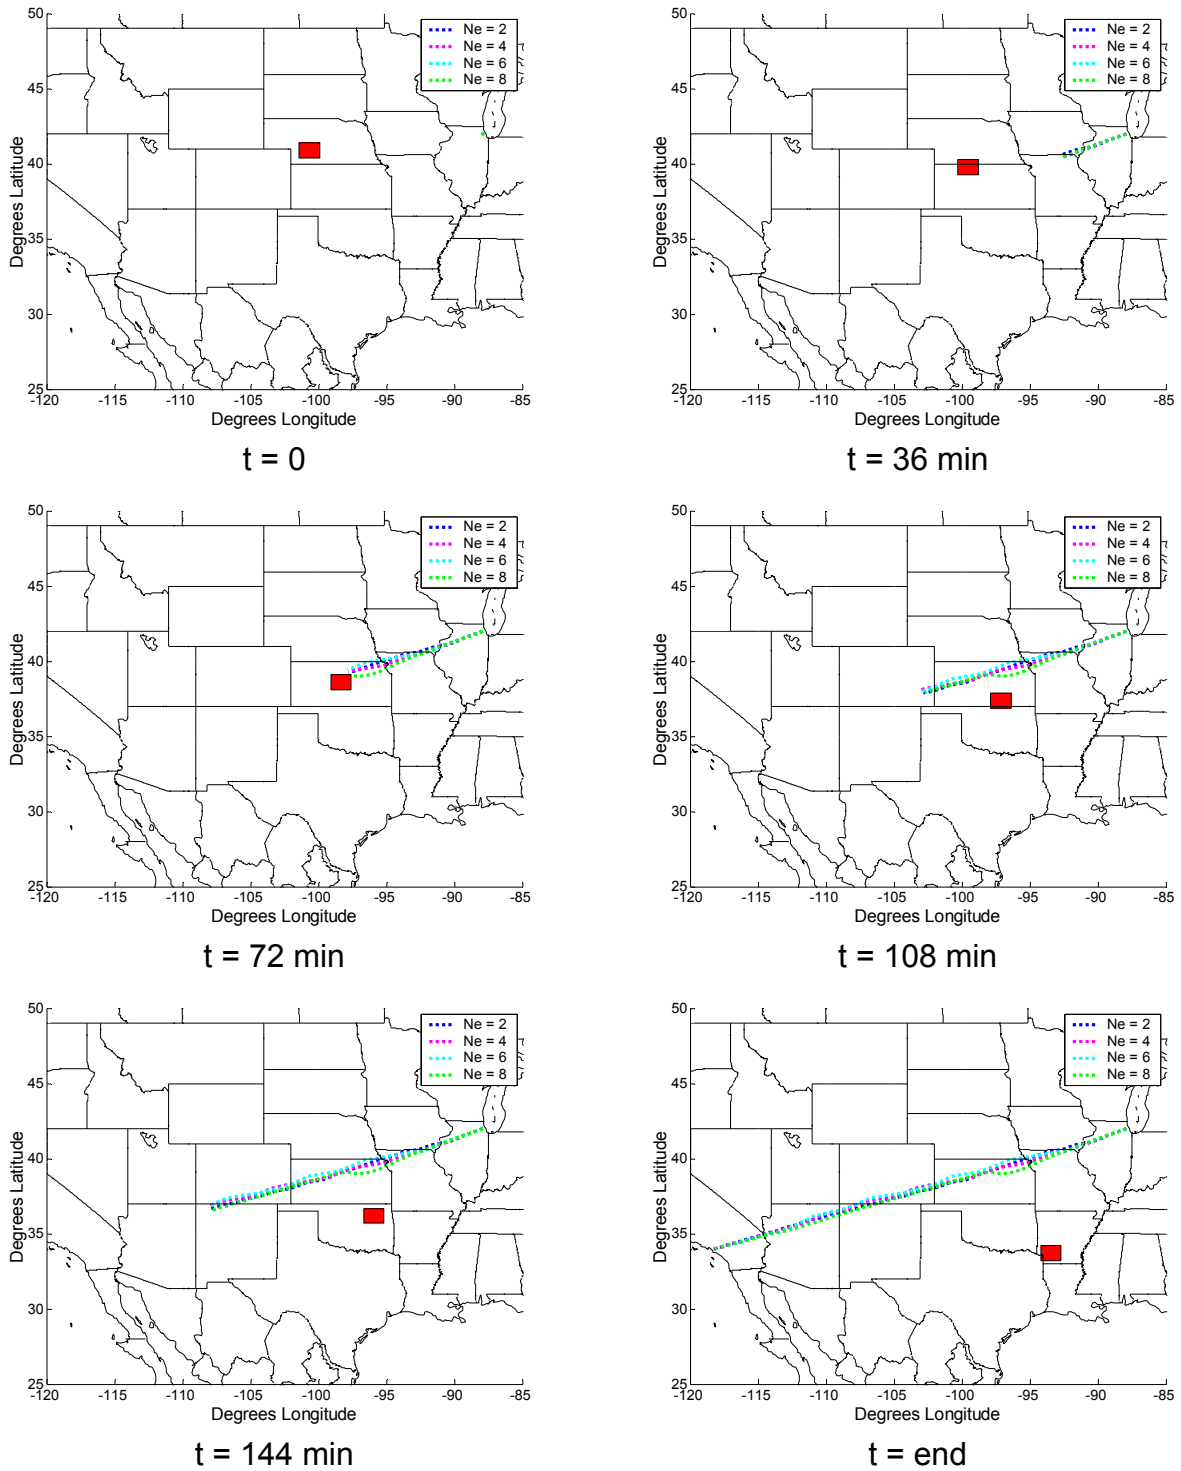 50
45
40
35
30
25
Degrees Latitude
-120 -115 -110 -105 -100 -95 -90 -85
Degrees Longitude
Ne = 2
Ne = 4
Ne = 6
Ne = 8
t = 0
50
45
40
35
30
25
Degrees Latitude
-120 -115 -110 -105 -100 -95 -90 -85
Degrees Longitude
Ne = 2
Ne = 4
Ne = 6
Ne = 8
t = 36 min
50
45
40
35
30
25
Degrees Latitude
-120 -115 -110 -105 -100 -95 -90 -85
Degrees Longitude
Ne = 2
Ne = 4
Ne = 6
Ne = 8
t = 72 min
50
45
40
35
30
25
Degrees Latitude
-120 -115 -110 -105 -100 -95 -90 -85
Degrees Longitude
Ne = 2
Ne = 4
Ne = 6
Ne = 8
t = 108 min
50
45
40
35
30
25
Degrees Latitude
-120 -115 -110 -105 -100 -95 -90 -85
Degrees Longitude
Ne = 2
Ne = 4
Ne = 6
Ne = 8
t = 144 min
50
45
40
35
30
25
Degrees Latitude
-120 -115 -110 -105 -100 -95 -90 -85
Degrees Longitude
Ne = 2
Ne = 4
Ne = 6
Ne = 8
t = end